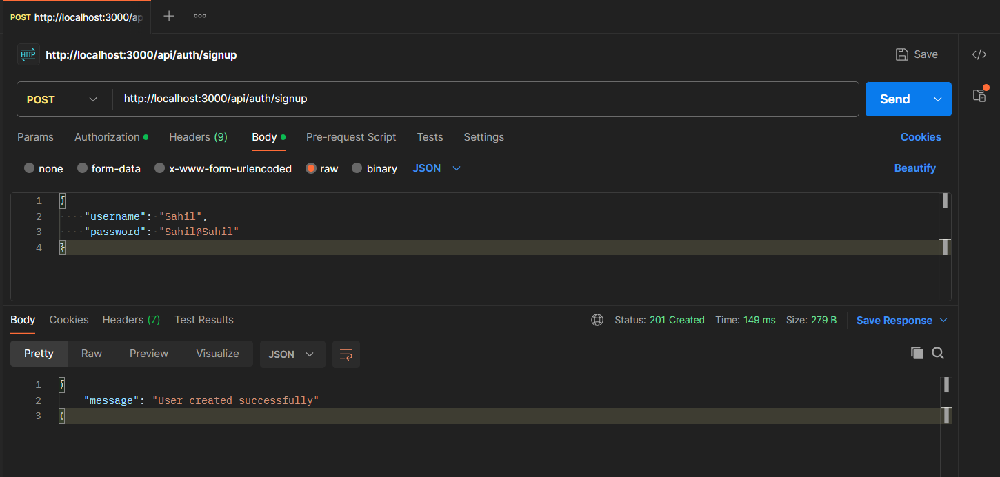 POST http://localhost:3000/ap
HTTP http://localhost:3000/api/auth/signup Save
POST http://localhost:3000/api/auth/signup Send
Params Authorization Headers (9) Body Pre-request Script Tests Settings Cookies
none form-data x-www-form-urlencoded raw binary JSON Beautify
1 {
2 "username": "Sahil",
3 "password": "Sahil@Sahil"
4 }
Body Cookies Headers (7) Test Results Status: 201 Created Time: 149 ms Size: 279 B Save Response
Pretty Raw Preview Visualize JSON
1 {
2 "message": "User created successfully"
3 }